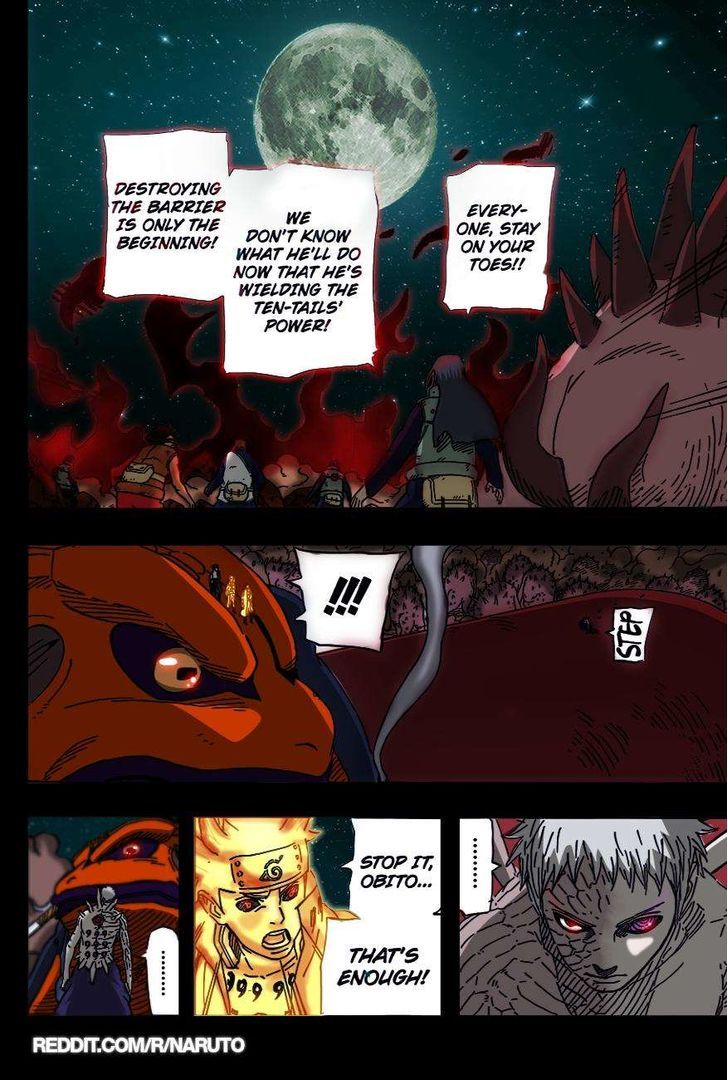 EVERY-
ONE, STAY
ON YOUR
TOES!!
WE
DON'T KNOW
WHAT HE'LL DO
NOW THAT HE'S
WIELDING THE
TEN-TAILS'
POWER!
DESTROYING
THE BARRIER
IS ONLY THE
BEGINNING!
STEP
!!!
.........
STOP IT,
OBITO...
THAT'S
ENOUGH!
.........
REDDIT.COM/R/NARUTO